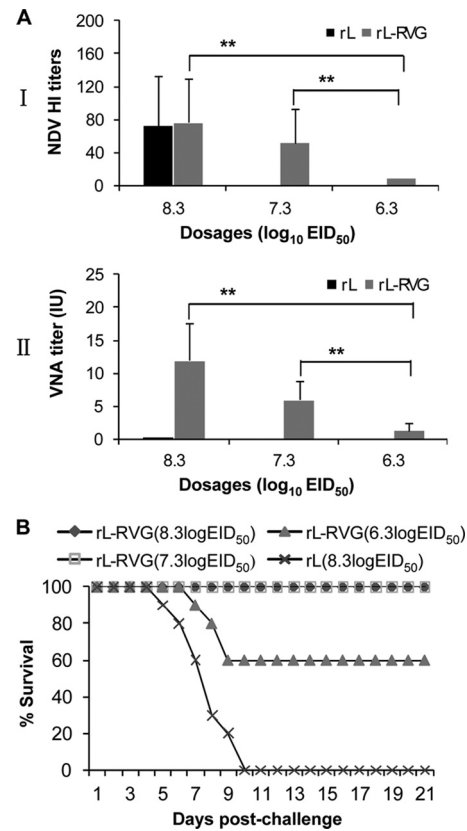 A
rL rL-RVG
I
NDV HI titers
200
160
120
80
40
0
**
**
8.3 7.3 6.3
Dosages (log10 EID50)
rL rL-RVG
II
VNA titer (IU)
25
20
15
10
5
0
**
**
8.3 7.3 6.3
Dosages (log10 EID50)
B
rL-RVG(8.3logEID50) rL-RVG(6.3logEID50)
rL-RVG(7.3logEID50) rL(8.3logEID50)
% Survival
100
80
60
40
20
0
1 3 5 7 9 11 13 15 17 19 21
Days post-challenge